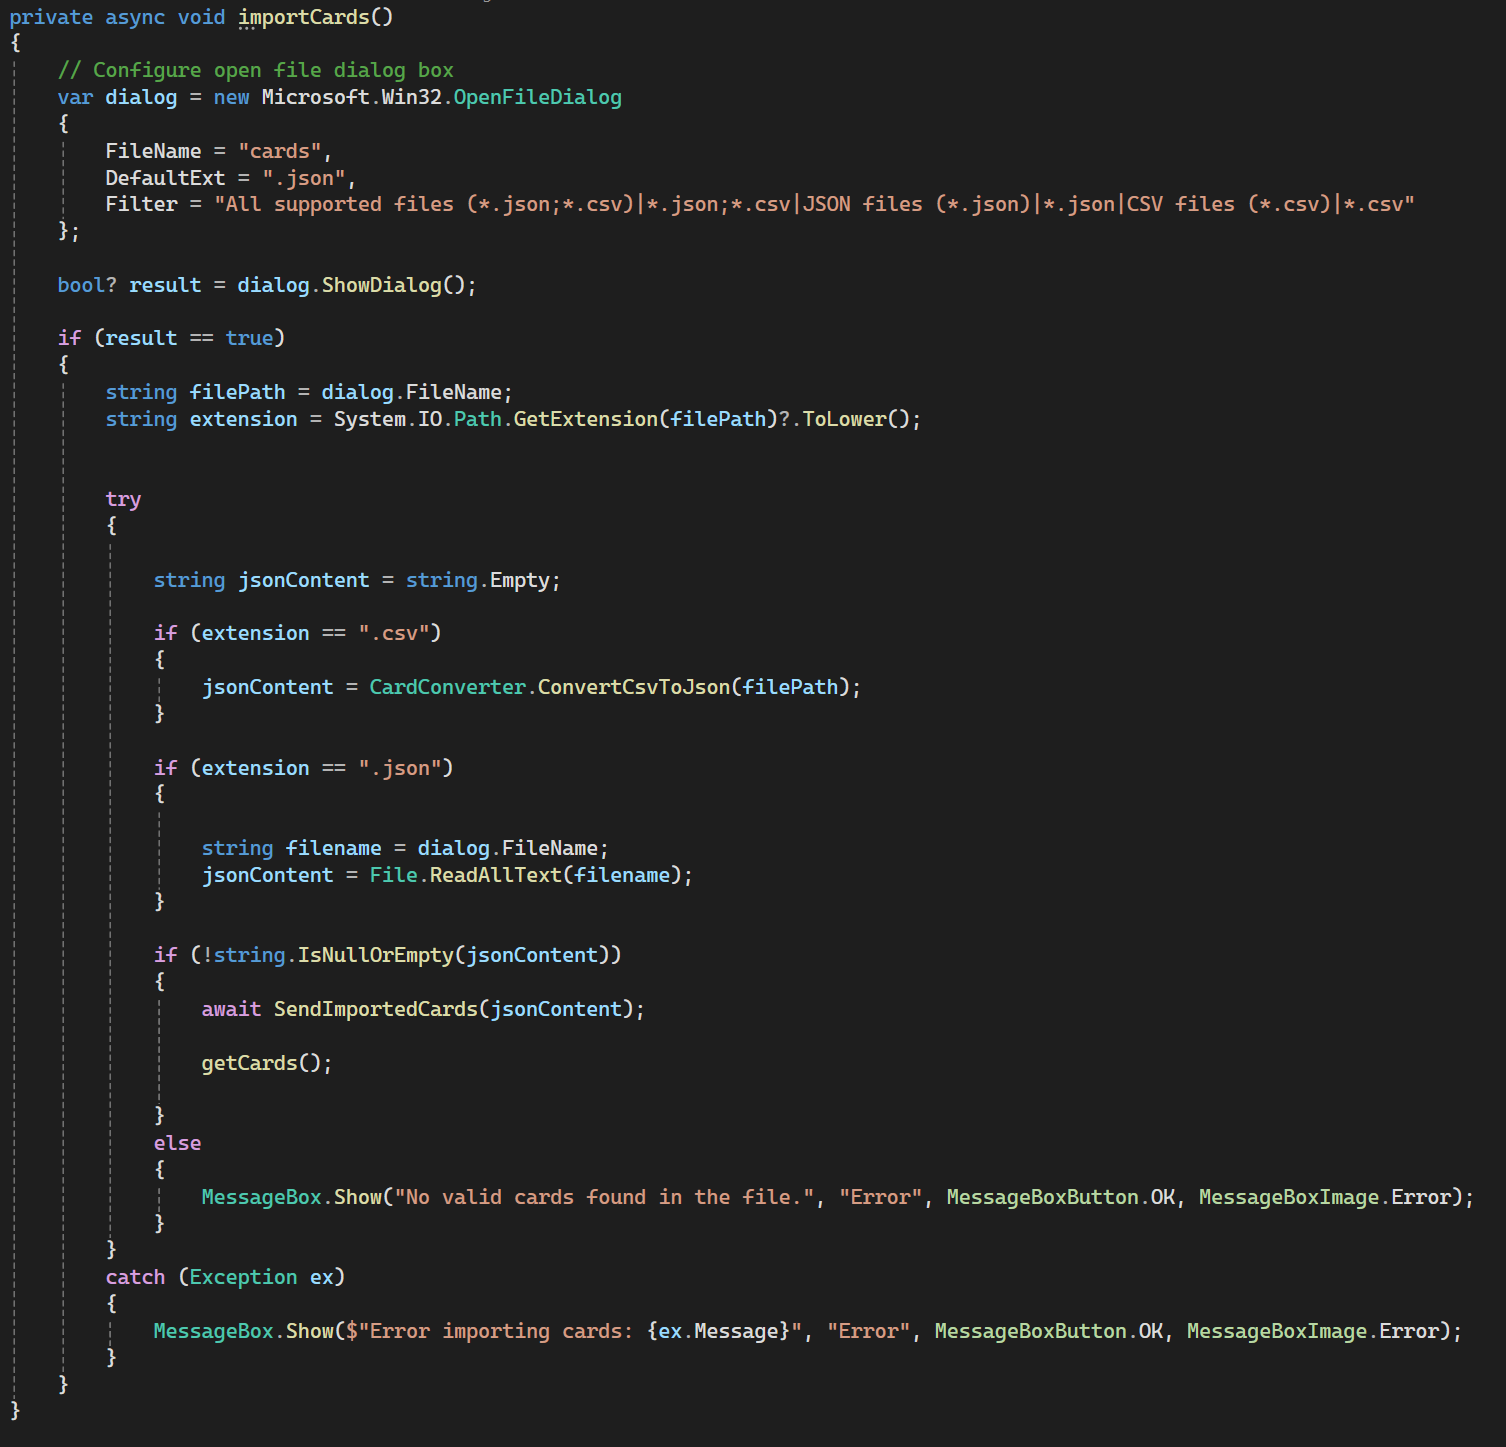 private async void importCards()
{
    // Configure open file dialog box
    var dialog = new Microsoft.Win32.OpenFileDialog
    {
        FileName = "cards",
        DefaultExt = ".json",
        Filter = "All supported files (*.json;*.csv)|*.json;*.csv|JSON files (*.json)|*.json|CSV files (*.csv)|*.csv"
    };

    bool? result = dialog.ShowDialog();

    if (result == true)
    {
        string filePath = dialog.FileName;
        string extension = System.IO.Path.GetExtension(filePath)?.ToLower();


        try
        {

            string jsonContent = string.Empty;

            if (extension == ".csv")
            {
                jsonContent = CardConverter.ConvertCsvToJson(filePath);
            }

            if (extension == ".json")
            {

                string filename = dialog.FileName;
                jsonContent = File.ReadAllText(filename);
            }

            if (!string.IsNullOrEmpty(jsonContent))
            {
                await SendImportedCards(jsonContent);

                getCards();

            }
            else
            {
                MessageBox.Show("No valid cards found in the file.", "Error", MessageBoxButton.OK, MessageBoxImage.Error);
            }
        }
        catch (Exception ex)
        {
            MessageBox.Show($"Error importing cards: {ex.Message}", "Error", MessageBoxButton.OK, MessageBoxImage.Error);
        }
    }
}